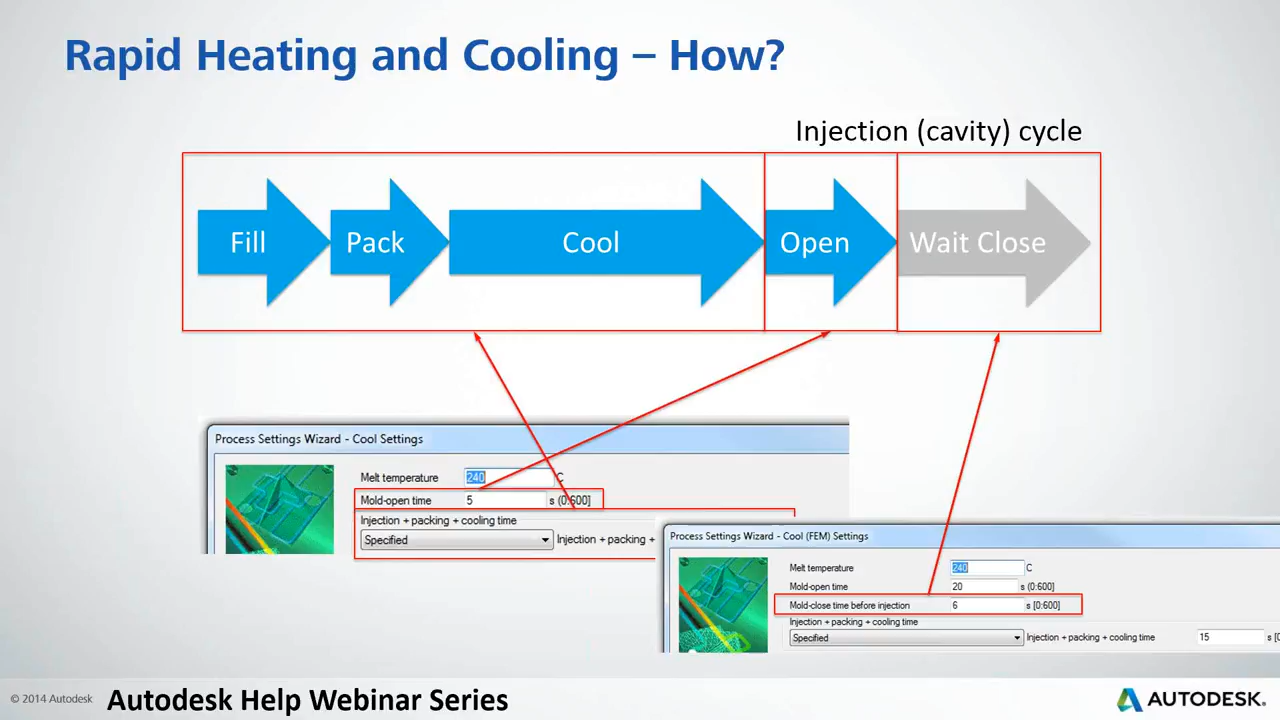 Rapid Heating and Cooling – How?
Injection (cavity) cycle
Fill
Pack
Cool
Open
Wait Close
Process Settings Wizard - Cool Settings
Melt temperature 240 C
Mold-open time 5 s (0:600]
Injection + packing + cooling time
Specified Injection + packing +
Process Settings Wizard - Cool (FEM) Settings
Melt temperature 240 C
Mold-open time 20 s (0:600]
Mold-close time before injection 6 s [0:600]
Injection + packing + cooling time
Specified Injection + packing + cooling time 15 s [0
© 2014 Autodesk
Autodesk Help Webinar Series
AUTODESK.